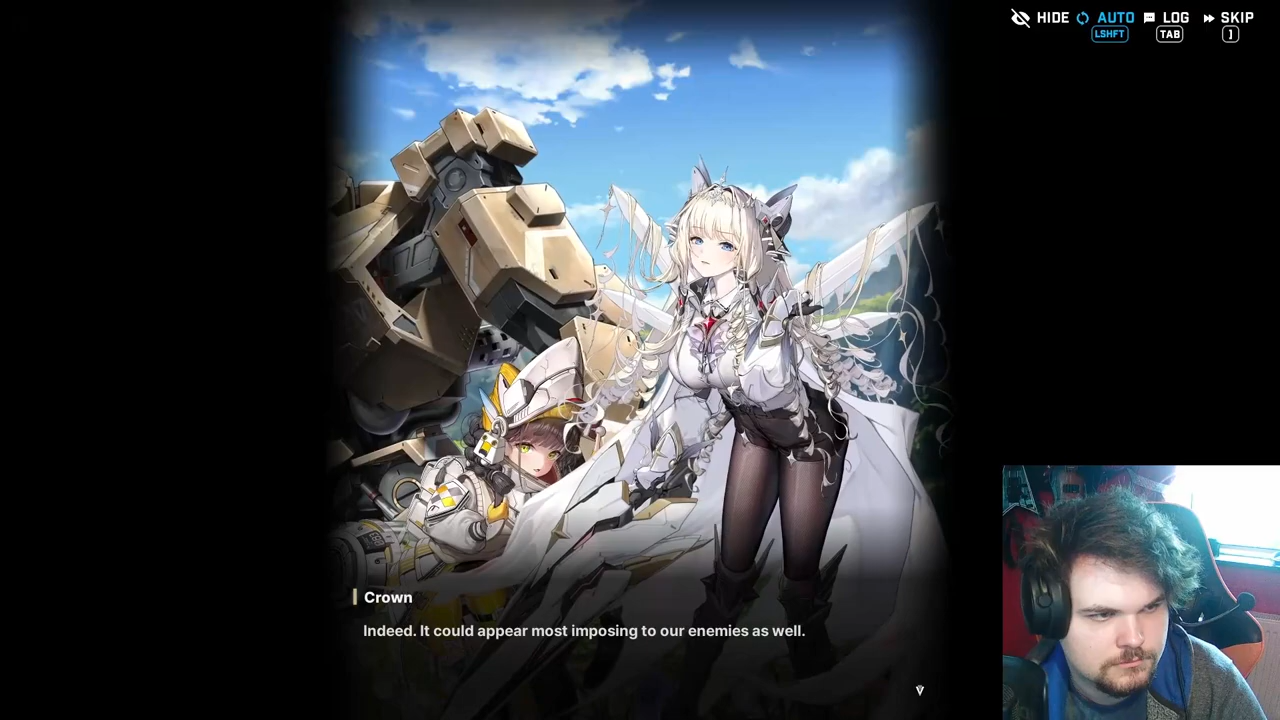 HIDE AUTO LOG SKIP
LSHFT TAB ]
Crown
Indeed. It could appear most imposing to our enemies as well.